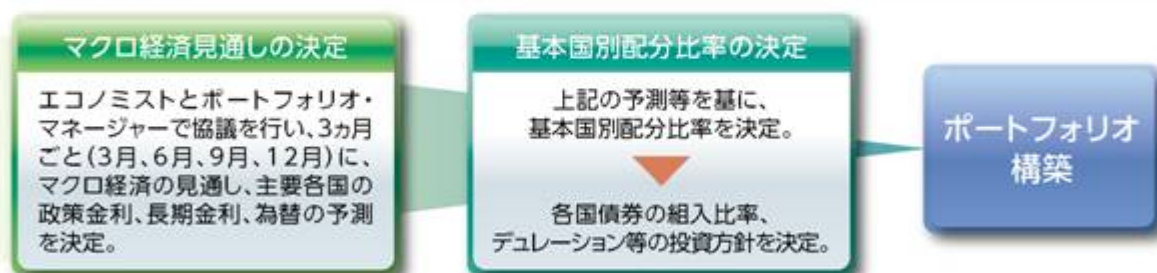 マクロ経済見通しの決定
エコノミストとポートフォリオ・
マネージャーで協議を行い、3ヵ月
ごと(3月、6月、9月、12月)に、
マクロ経済の見通し、主要各国の
政策金利、長期金利、為替の予測
を決定。
基本国別配分比率の決定
上記の予測等を基に、
基本国別配分比率を決定。
各国債券の組入比率、
デュレーション等の投資方針を決定。
ポートフォリオ
構築